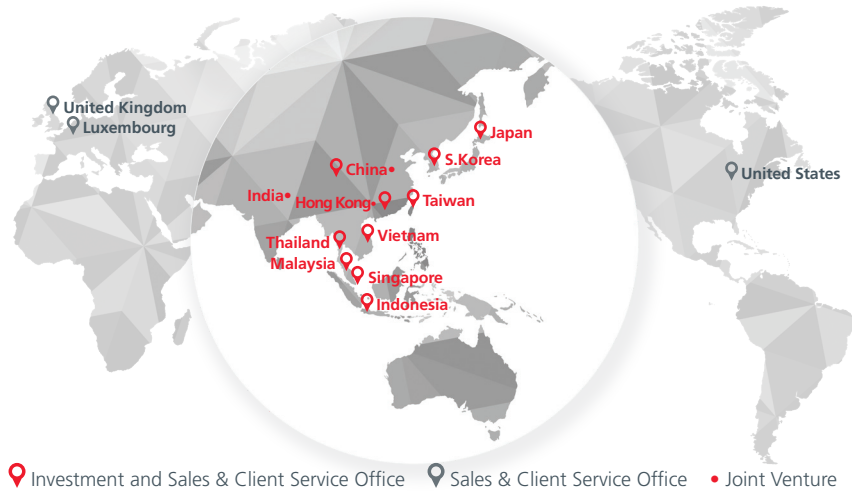 United Kingdom
Luxembourg
Japan
S.Korea
China•
United States
India•
Hong Kong•
Taiwan
Thailand
Vietnam
Malaysia
Singapore
Indonesia
Investment and Sales & Client Service Office
Sales & Client Service Office
• Joint Venture